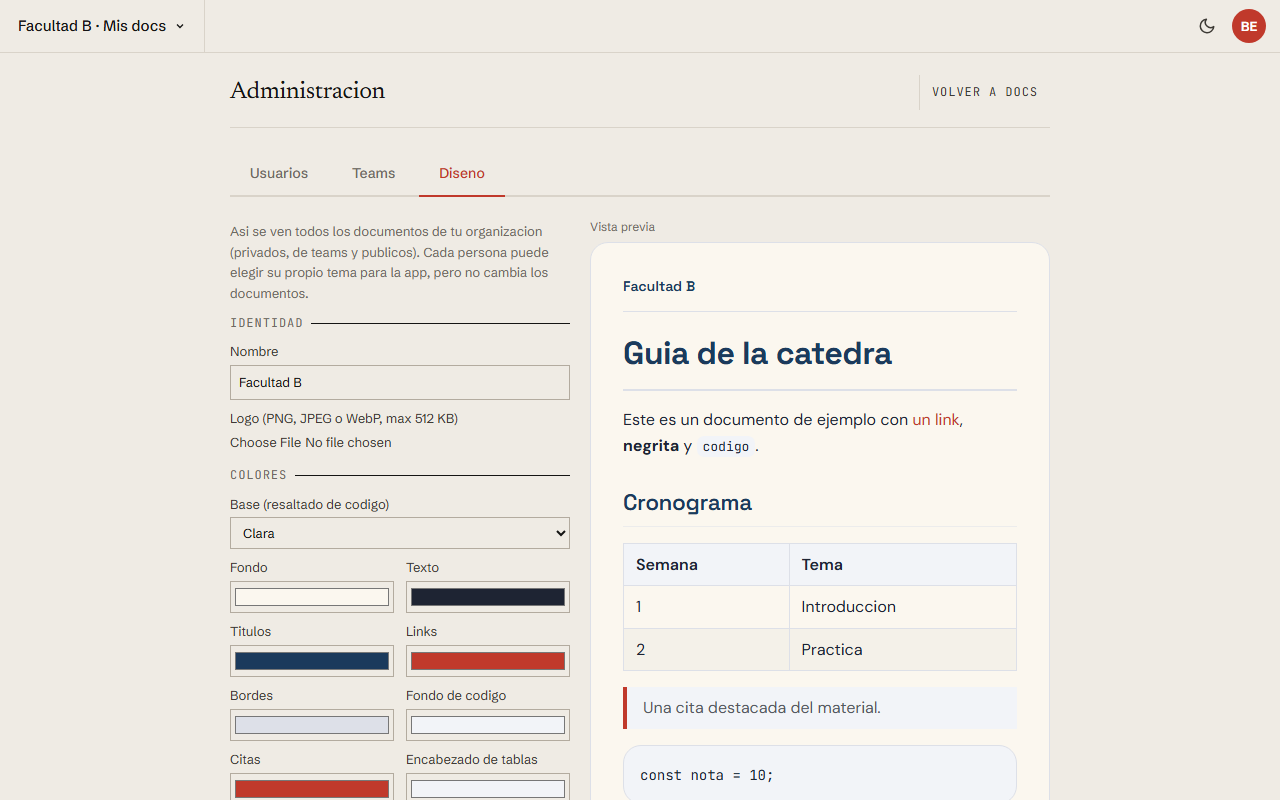 Facultad B · Mis docs
BE
Administracion
VOLVER A DOCS
Usuarios
Teams
Diseno
Asi se ven todos los documentos de tu organizacion
(privados, de teams y publicos). Cada persona puede
elegir su propio tema para la app, pero no cambia los
documentos.
IDENTIDAD
Nombre
Facultad B
Logo (PNG, JPEG o WebP, max 512 KB)
Choose File No file chosen
COLORES
Base (resaltado de codigo)
Clara
Fondo
Texto
Titulos
Links
Bordes
Fondo de codigo
Citas
Encabezado de tablas
Vista previa
Facultad B
Guia de la catedra
Este es un documento de ejemplo con un link,
negrita y codigo.
Cronograma
Semana
Tema
1
Introduccion
2
Practica
Una cita destacada del material.
const nota = 10;